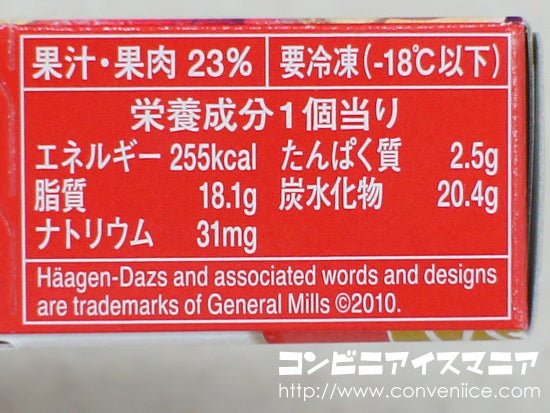 果汁・果肉 23% 要冷凍(-18℃以下)
栄養成分1個当り
エネルギー 255kcal たんぱく質 2.5g
脂質 18.1g 炭水化物 20.4g
ナトリウム 31mg
Häagen-Dazs and associated words and designs
are trademarks of General Mills ©2010.
コンビニアイスマニア
http://www.conveniice.com/